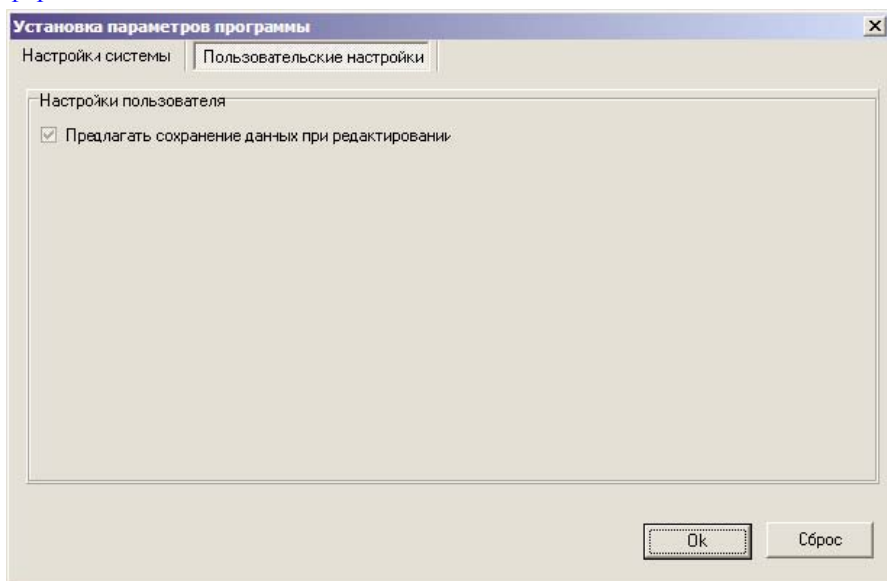 Установка параметров программы
Настройки системы
Пользовательские настройки
Настройки пользователя
Предлагать сохранение данных при редактировании
Ok
Сброс